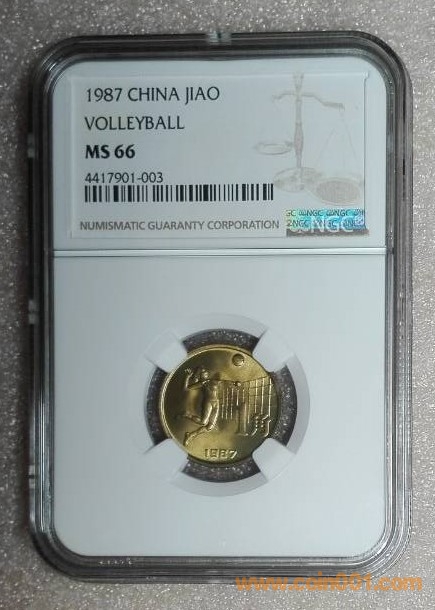 1987 CHINA JIAO
VOLLEYBALL
MS 66
4417901-003
NUMISMATIC GUARANTY CORPORATION
NGC
1987
www.coin001.com